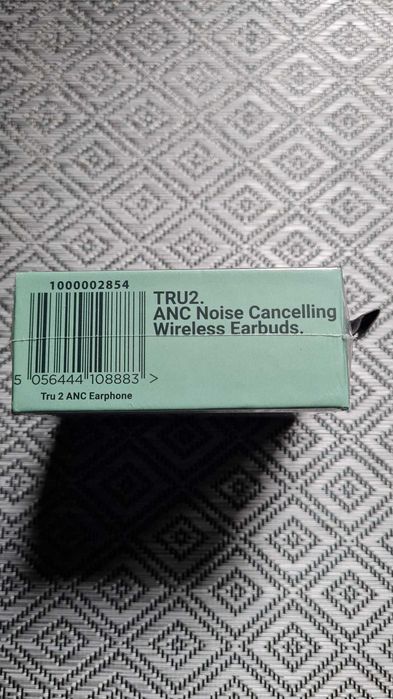 1000002854
5 056444 108883 >
Tru 2 ANC Earphone
TRU2.
ANC Noise Cancelling
Wireless Earbuds.